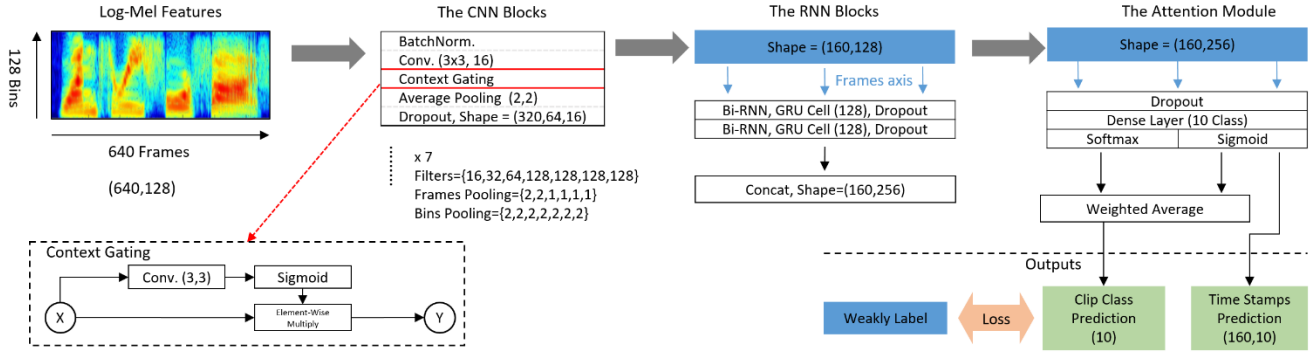 Log-Mel Features
128 Bins
640 Frames
(640,128)
The CNN Blocks
BatchNorm.
Conv. (3x3, 16)
Context Gating
Average Pooling (2,2)
Dropout, Shape = (320,64,16)
x 7
Filters={16,32,64,128,128,128,128}
Frames Pooling={2,2,1,1,1,1}
Bins Pooling={2,2,2,2,2,2,2}
The RNN Blocks
Shape = (160,128)
Frames axis
Bi-RNN, GRU Cell (128), Dropout
Bi-RNN, GRU Cell (128), Dropout
Concat, Shape=(160,256)
The Attention Module
Shape = (160,256)
Dropout
Dense Layer (10 Class)
Softmax
Sigmoid
Weighted Average
Context Gating
X
Conv. (3,3)
Sigmoid
Element-Wise
Multiply
Y
Outputs
Weakly Label
Loss
Clip Class
Prediction
(10)
Time Stamps
Prediction
(160,10)